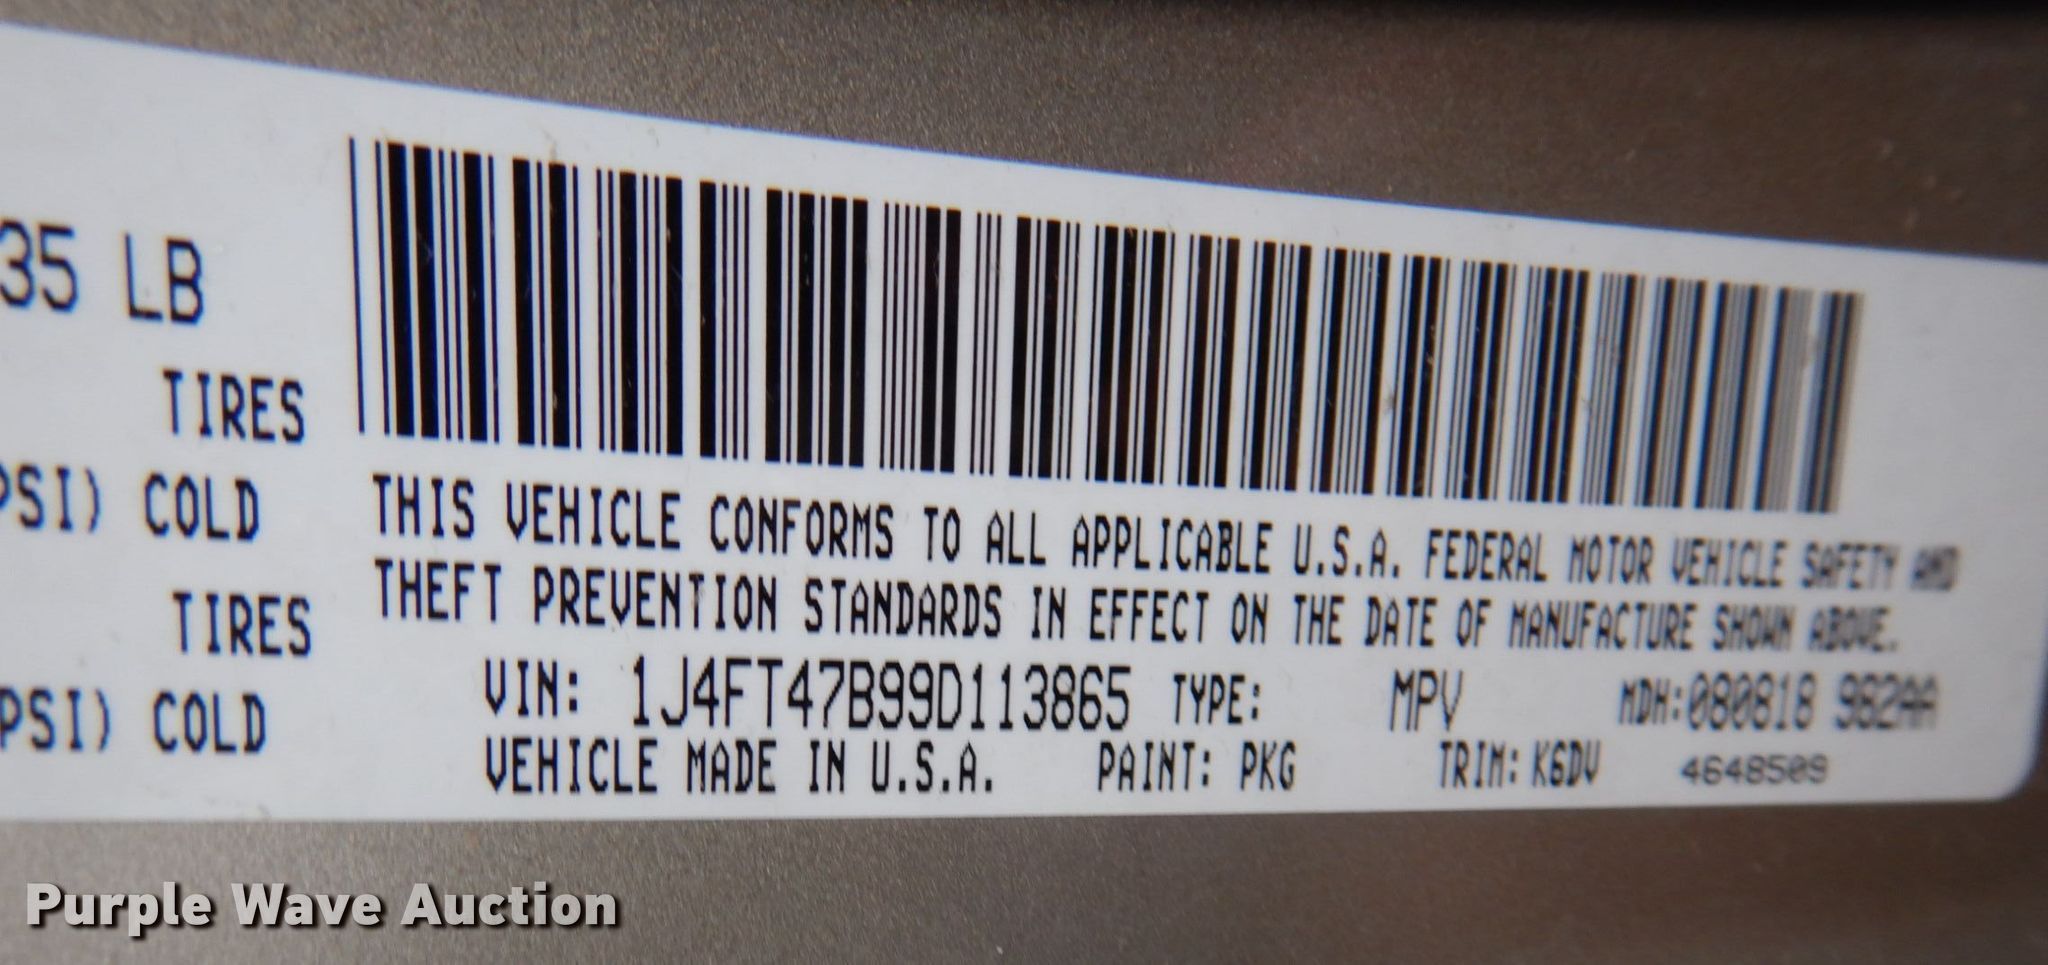 35 LB
TIRES
PSI) COLD
TIRES
PSI) COLD
THIS VEHICLE CONFORMS TO ALL APPLICABLE U.S.A. FEDERAL MOTOR VEHICLE SAFETY AND
THEFT PREVENTION STANDARDS IN EFFECT ON THE DATE OF MANUFACTURE SHOWN ABOVE.
VIN: 1J4FT47B99D113865 TYPE: MPV MDH:080818 982AA
VEHICLE MADE IN U.S.A. PAINT: PKG TRIM: K6DV 4648509
Purple Wave Auction